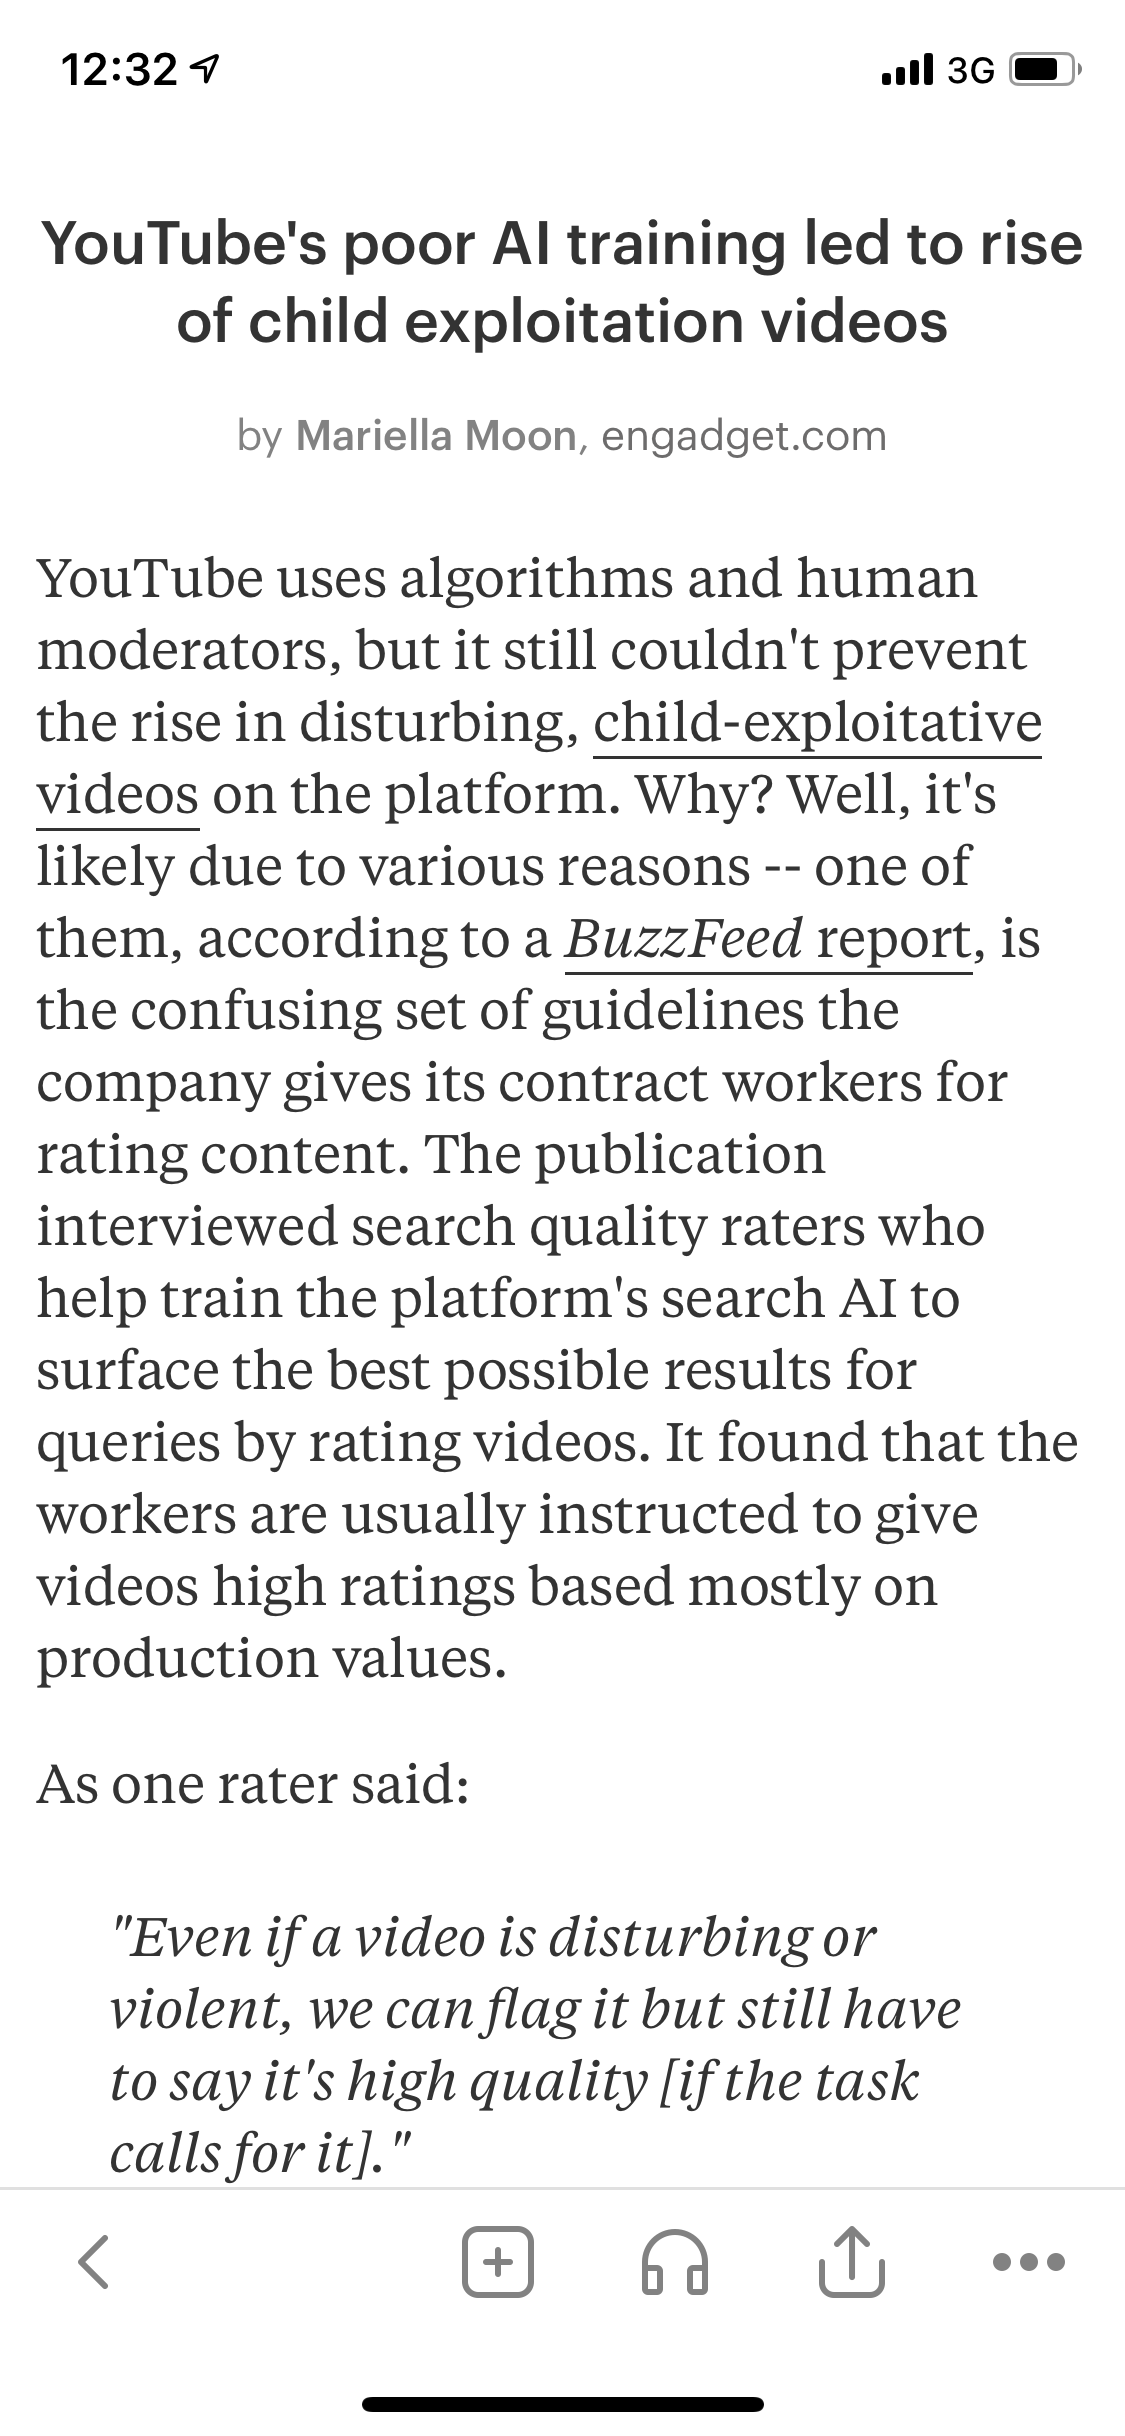 12:32
3G
YouTube's poor AI training led to rise
of child exploitation videos
by Mariella Moon, engadget.com
YouTube uses algorithms and human
moderators, but it still couldn't prevent
the rise in disturbing, child-exploitative
videos on the platform. Why? Well, it's
likely due to various reasons -- one of
them, according to a BuzzFeed report, is
the confusing set of guidelines the
company gives its contract workers for
rating content. The publication
interviewed search quality raters who
help train the platform's search AI to
surface the best possible results for
queries by rating videos. It found that the
workers are usually instructed to give
videos high ratings based mostly on
production values.
As one rater said:
"Even if a video is disturbing or
violent, we can flag it but still have
to say it's high quality [if the task
calls for it]."